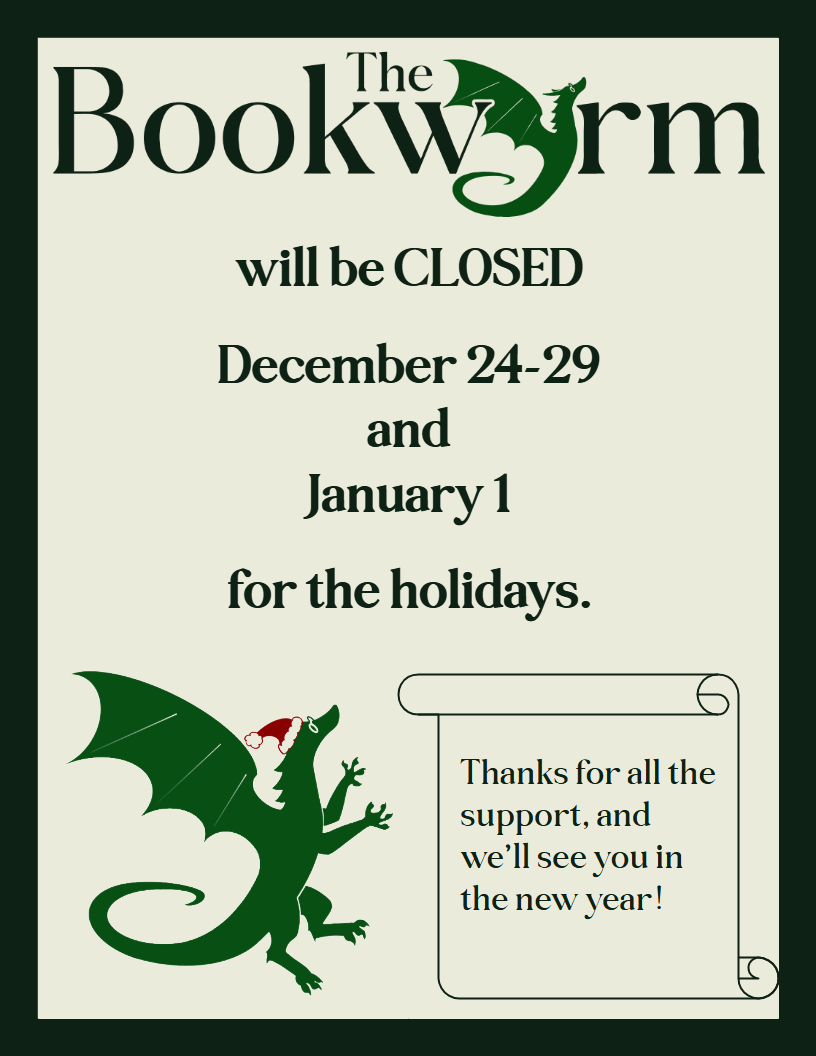 The
Bookwyrm
will be CLOSED
December 24-29
and
January 1
for the holidays.
Thanks for all the
support, and
we'll see you in
the new year!